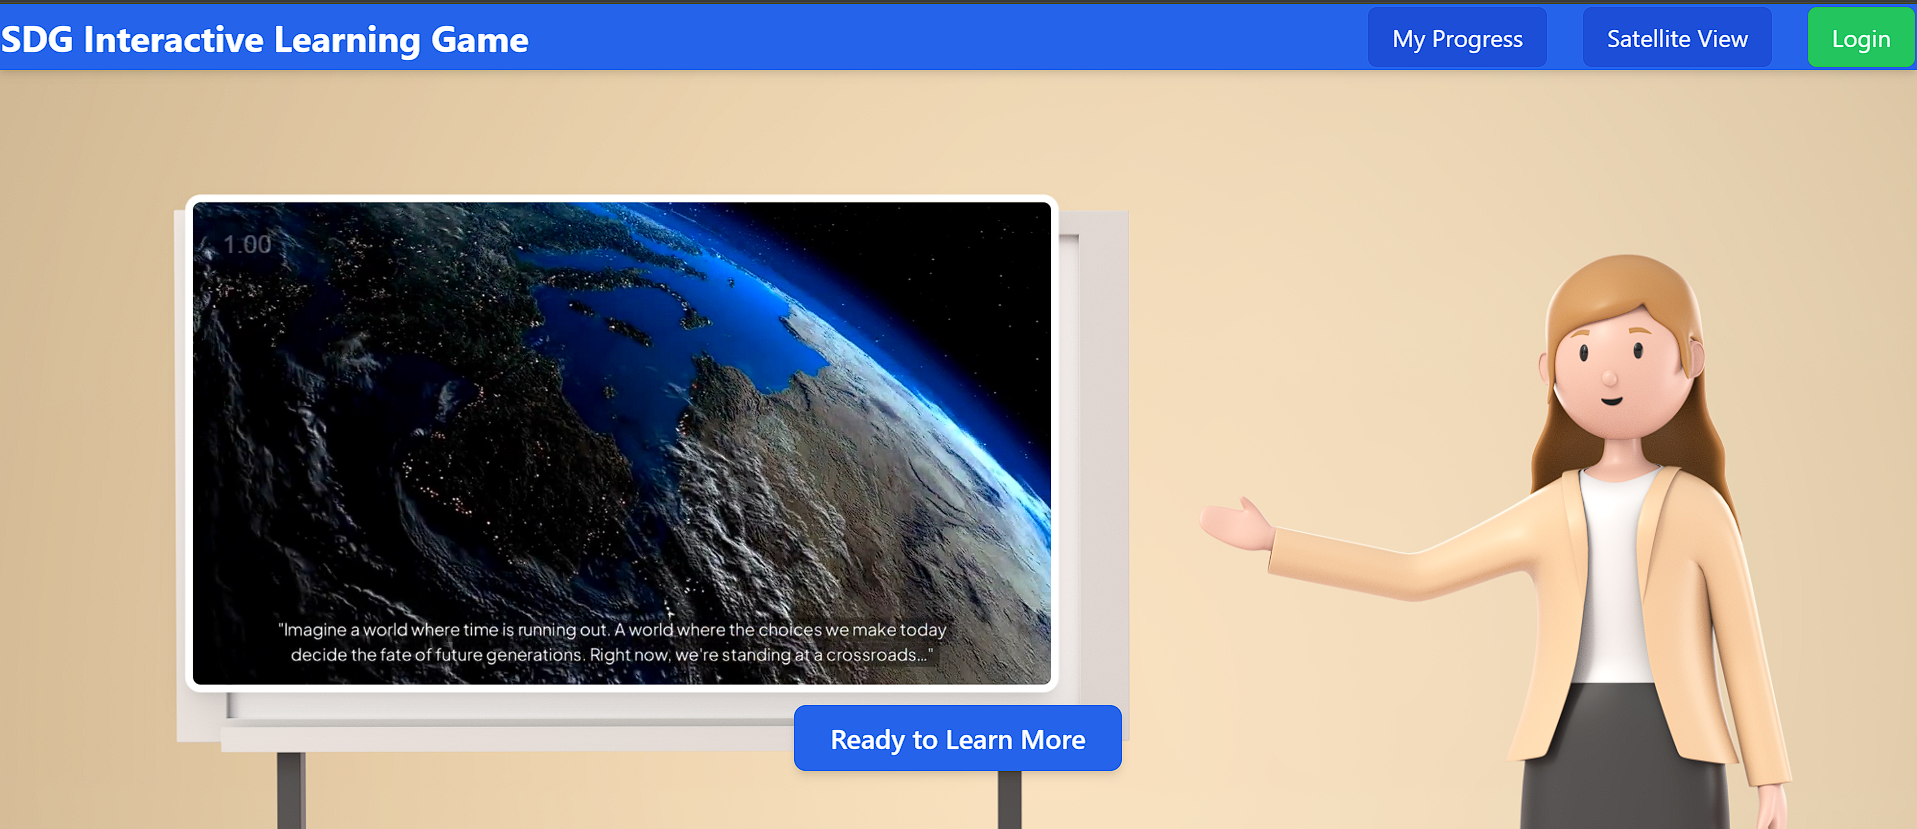 SDG Interactive Learning Game
My Progress
Satellite View
Login
1.00
"Imagine a world where time is running out. A world where the choices we make today
decide the fate of future generations. Right now, we're standing at a crossroads..."
Ready to Learn More